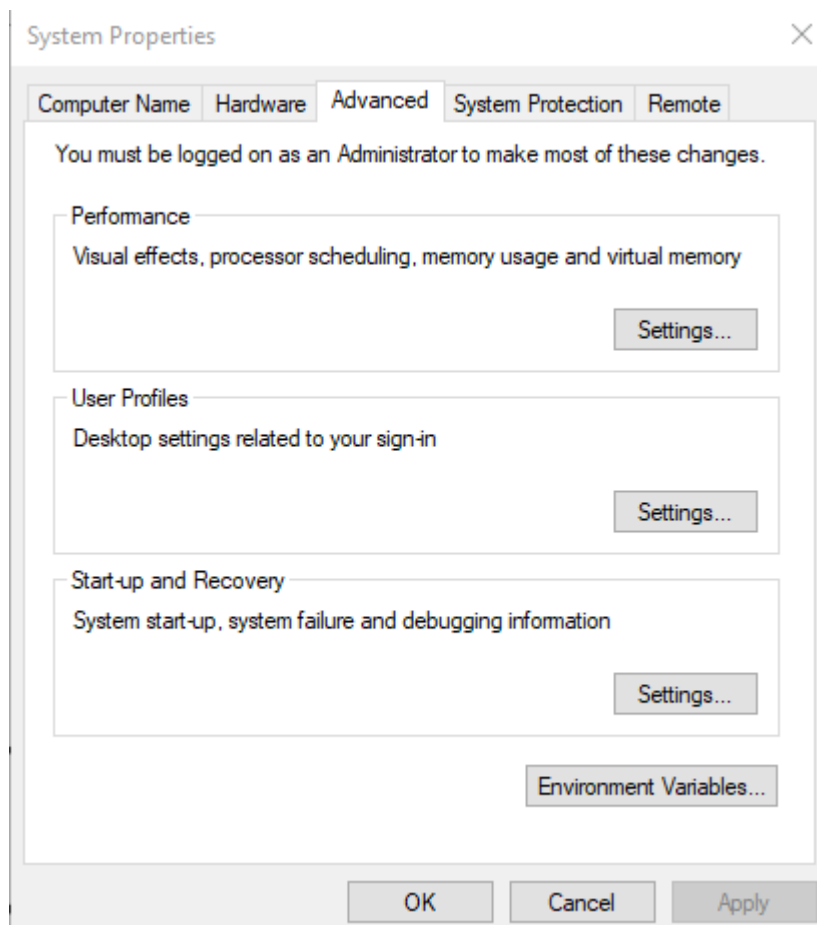 System Properties
Computer Name Hardware Advanced System Protection Remote
You must be logged on as an Administrator to make most of these changes.
Performance
Visual effects, processor scheduling, memory usage and virtual memory
Settings...
User Profiles
Desktop settings related to your sign-in
Settings...
Start-up and Recovery
System start-up, system failure and debugging information
Settings...
Environment Variables...
OK Cancel Apply